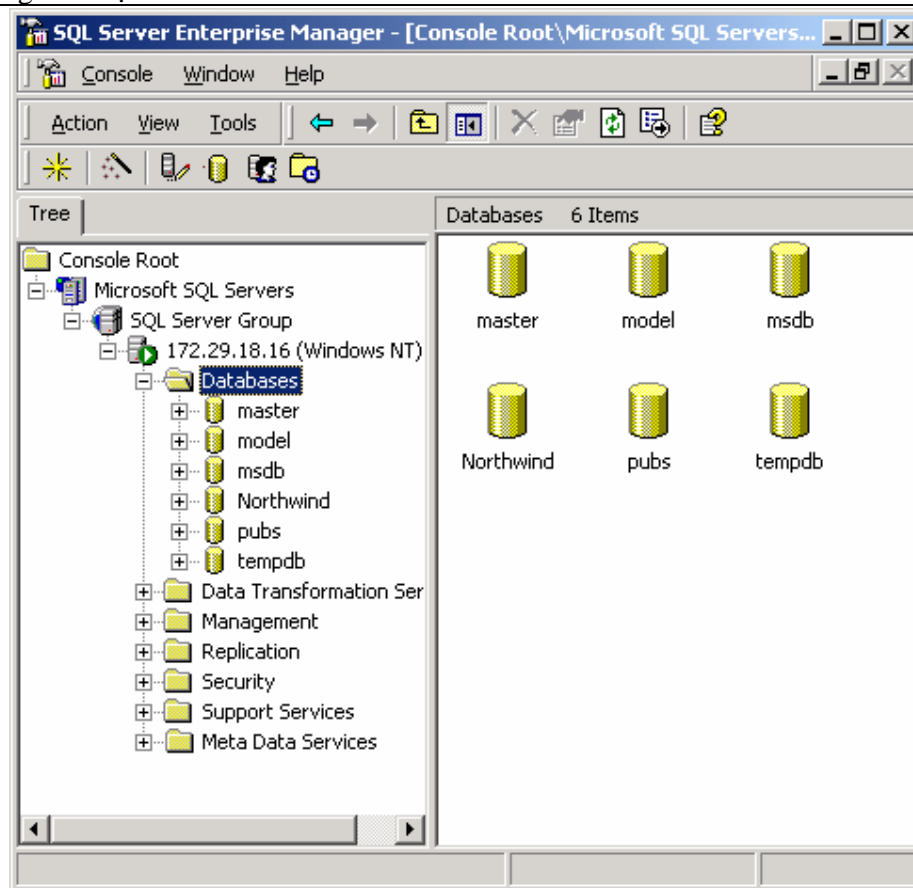 SQL Server Enterprise Manager - [Console Root\Microsoft SQL Servers...
Console Window Help
Action View Tools
Tree
Databases 6 Items
Console Root
Microsoft SQL Servers
SQL Server Group
172.29.18.16 (Windows NT)
Databases
master
model
msdb
Northwind
pubs
tempdb
Data Transformation Ser
Management
Replication
Security
Support Services
Meta Data Services
master model msdb
Northwind pubs tempdb